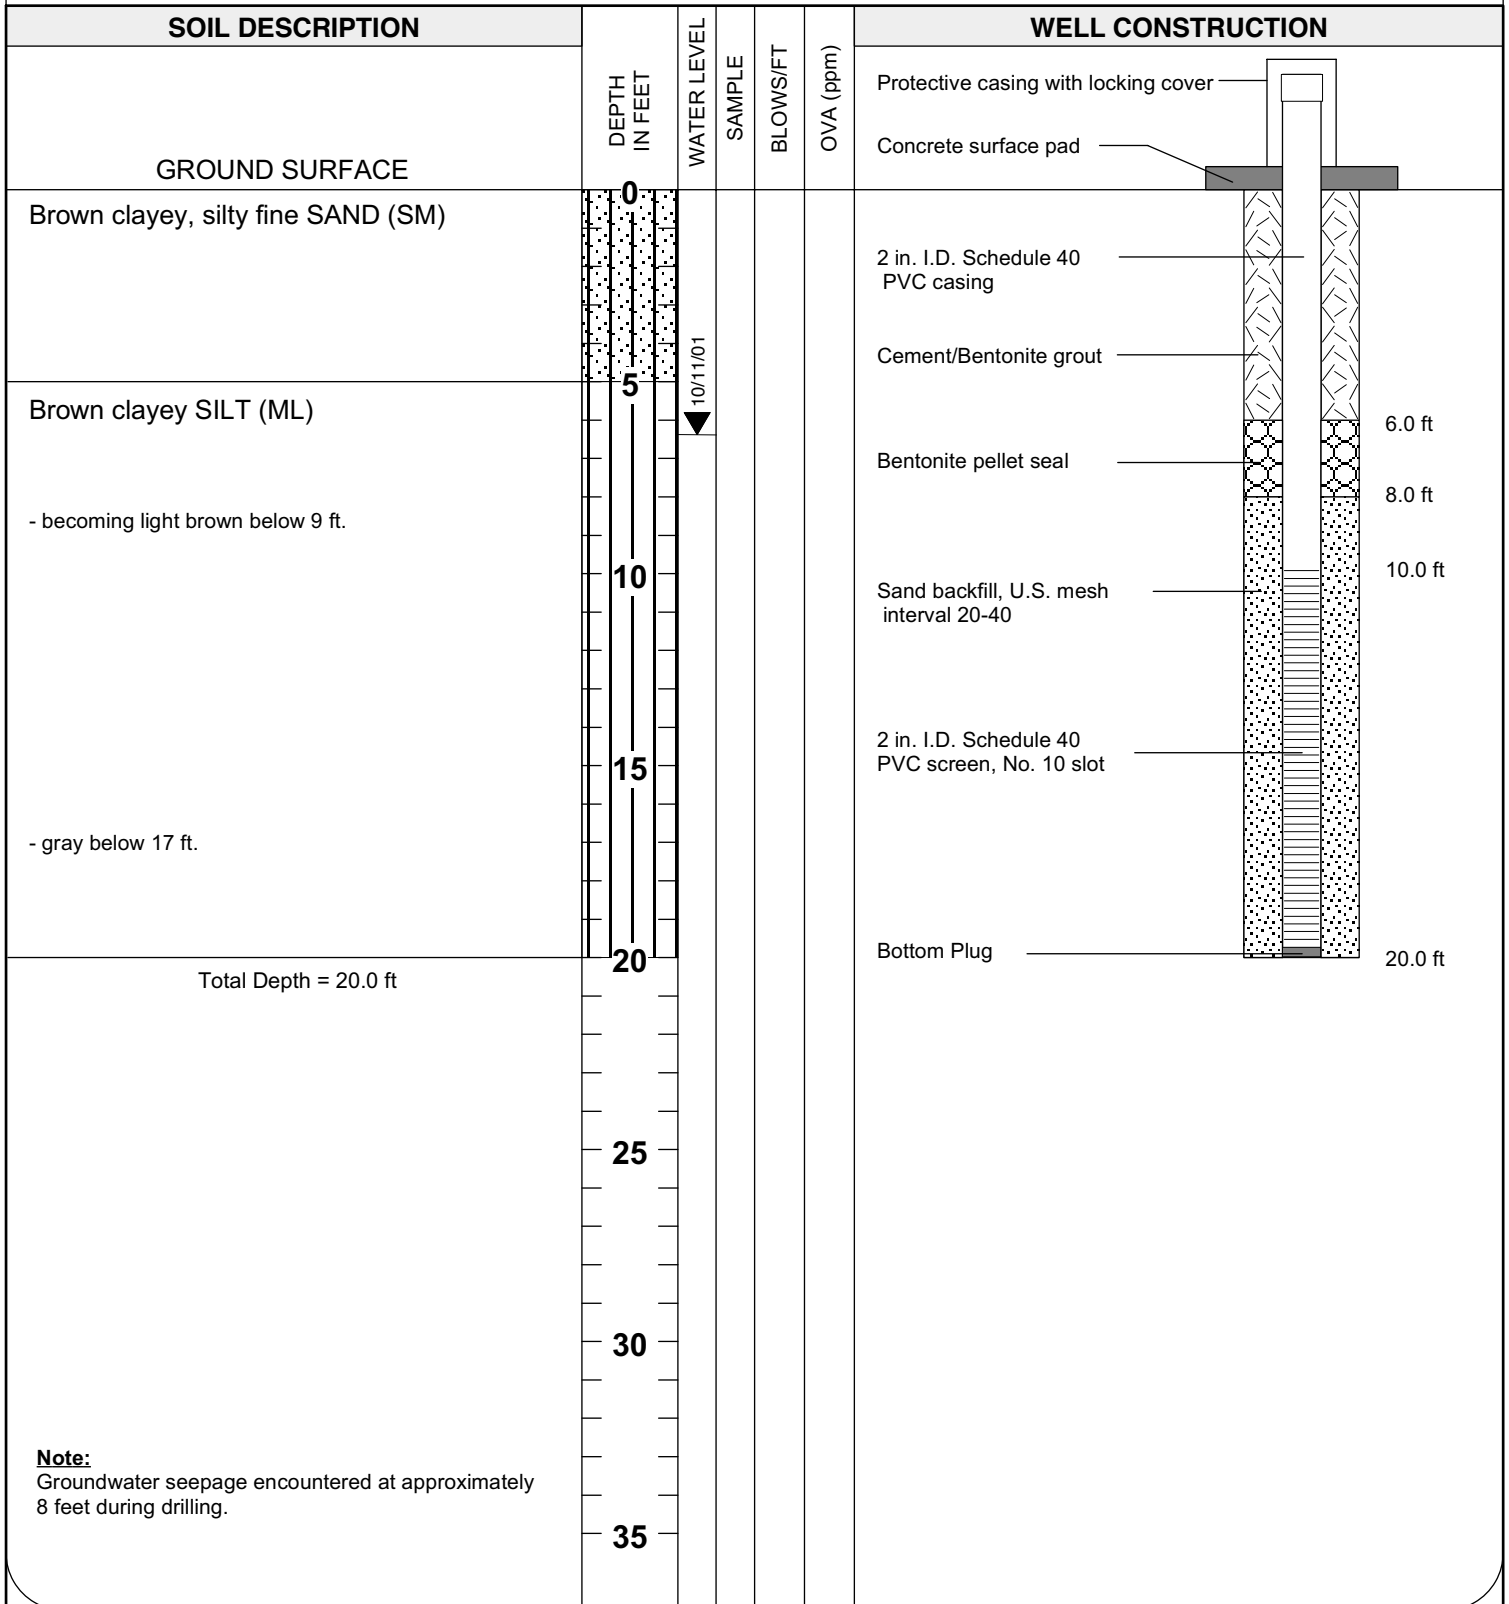 SOIL DESCRIPTION
DEPTH
IN FEET
WATER LEVEL
SAMPLE
BLOWS/FT
OVA (ppm)
WELL CONSTRUCTION
Protective casing with locking cover
Concrete surface pad
GROUND SURFACE
0
Brown clayey, silty fine SAND (SM)
2 in. I.D. Schedule 40
PVC casing
Cement/Bentonite grout
10/11/01
5
Brown clayey SILT (ML)
6.0 ft
Bentonite pellet seal
8.0 ft
- becoming light brown below 9 ft.
10
10.0 ft
Sand backfill, U.S. mesh
interval 20-40
2 in. I.D. Schedule 40
PVC screen, No. 10 slot
15
- gray below 17 ft.
Bottom Plug
20
20.0 ft
Total Depth = 20.0 ft
25
30
Note:
Groundwater seepage encountered at approximately
8 feet during drilling.
35